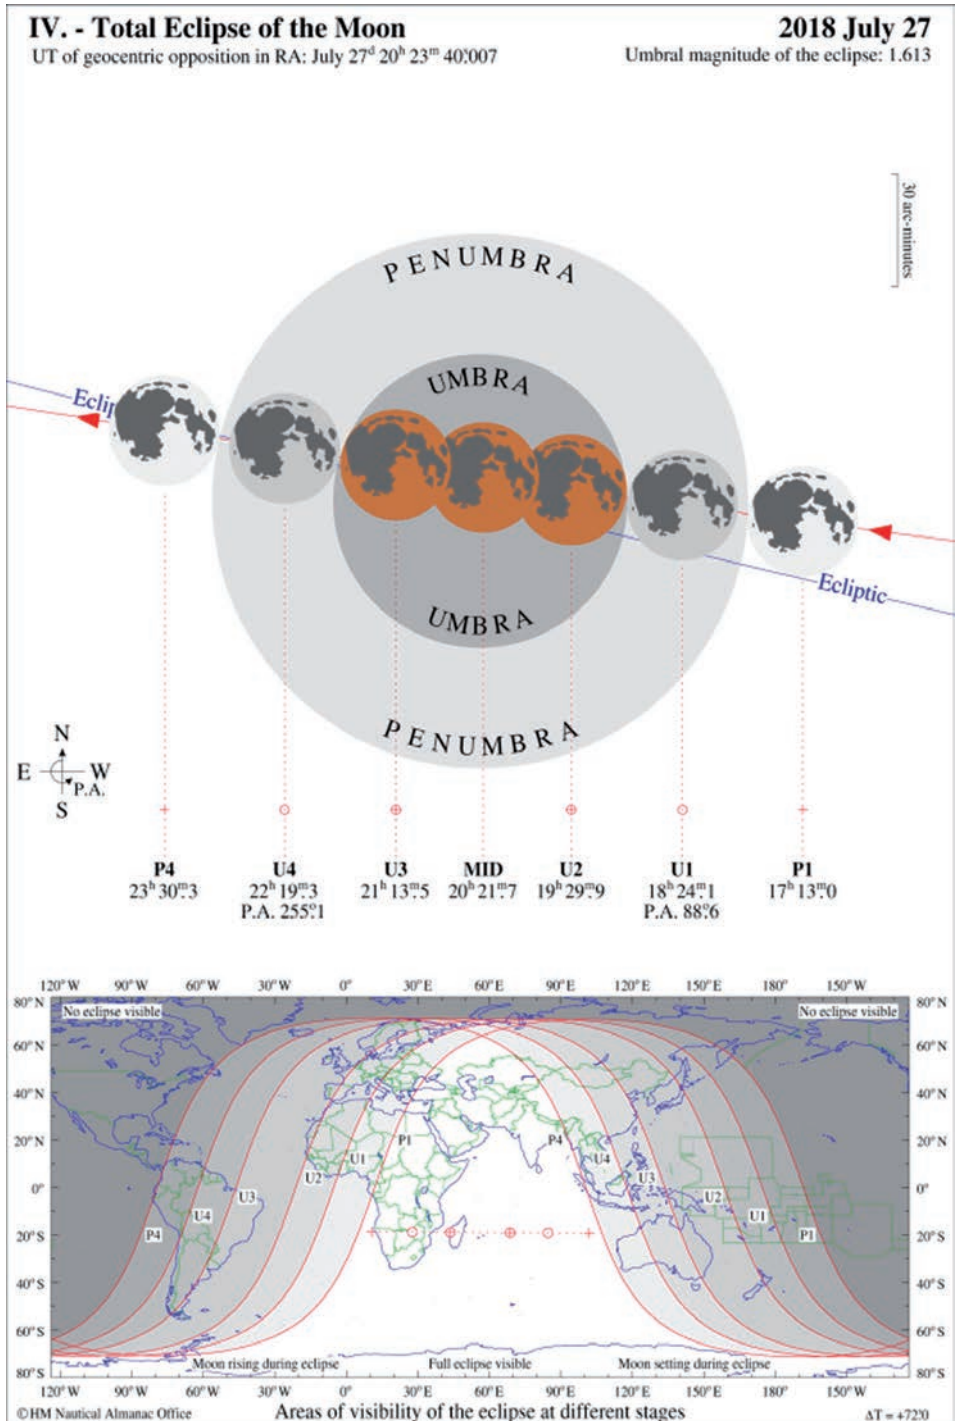 IV. - Total Eclipse of the Moon
2018 July 27
UT of geocentric opposition in RA: July 27ᵈ 20ʰ 23ᵐ 40ˢ.007
Umbral magnitude of the eclipse: 1.613
30 arc-minutes
PENUMBRA
UMBRA
Ecliptic
UMBRA
PENUMBRA
N
E W
P.A.
S
P4 U4 U3 MID U2 U1 P1
23ʰ 30ᵐ.3 22ʰ 19ᵐ.3 21ʰ 13ᵐ.5 20ʰ 21ᵐ.7 19ʰ 29ᵐ.9 18ʰ 24ᵐ.1 17ʰ 13ᵐ.0
P.A. 255°.1 P.A. 88°.6
120°W 90°W 60°W 30°W 0° 30°E 60°E 90°E 120°E 150°E 180° 150°W
80°N 80°N
No eclipse visible No eclipse visible
60°N 60°N
40°N 40°N
20°N P1 P4 20°N
U1 U4
U2 U3
0° U3 U2 0°
U4 U1
20°S P4 P1 20°S
40°S 40°S
60°S 60°S
Moon rising during eclipse Full eclipse visible Moon setting during eclipse
80°S 80°S
120°W 90°W 60°W 30°W 0° 30°E 60°E 90°E 120°E 150°E 180° 150°W
©HM Nautical Almanac Office Areas of visibility of the eclipse at different stages